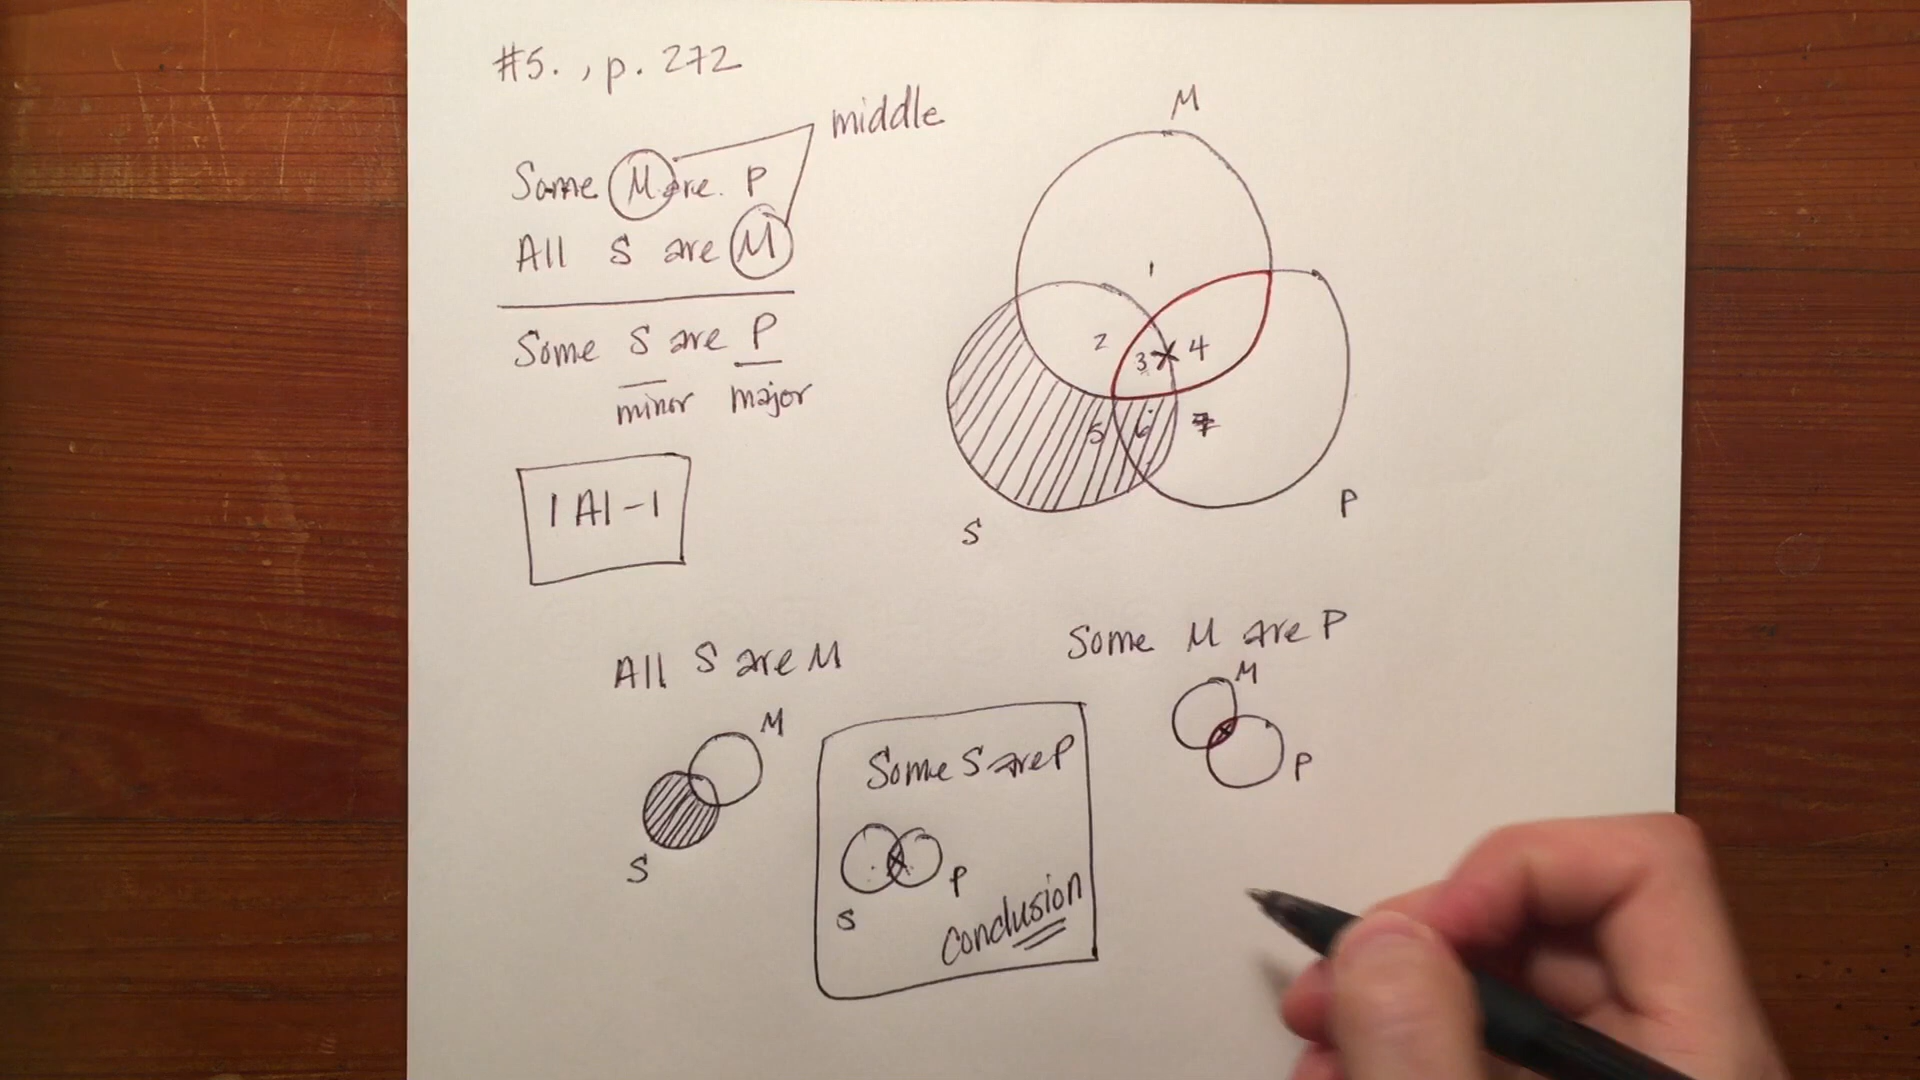 #5. , p. 272
middle
Some M are P
All S are M
Some S are P
minor major
IAI-1
M
1
2 3 X 4
5 6 7
S
P
All S are M
M
S
Some S are P
S
P
conclusion
Some M are P
M
P